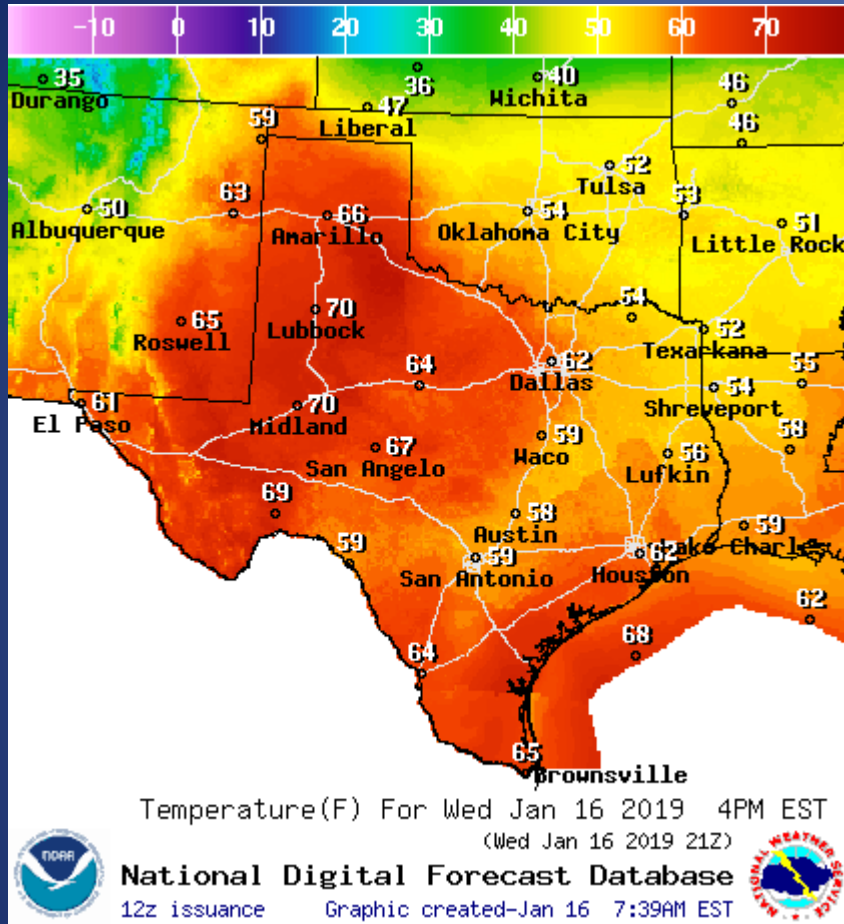 -10 0 10 20 30 40 50 60 70
35 36 40 46
Durango Wichita
59 47 46
Liberal
52
Tulsa
63 50 66 54 53 51
Albuquerque Amarillo Oklahoma City Little Rock
65 70 54 52
Roswell Lubbock Texarkana
64 62 55
Dallas
61 70 54
El Paso Midland Shreveport
67 59 56 58
San Angelo Waco Lufkin
69 58 59
Austin Lake Charles
59 59 62
San Antonio Houston
62
64 68
65
Brownsville
Temperature(F) For Wed Jan 16 2019 4PM EST
(Wed Jan 16 2019 21Z)
NOAA
National Digital Forecast Database
12z issuance Graphic created-Jan 16 7:39AM EST
NATIONAL WEATHER SERVICE